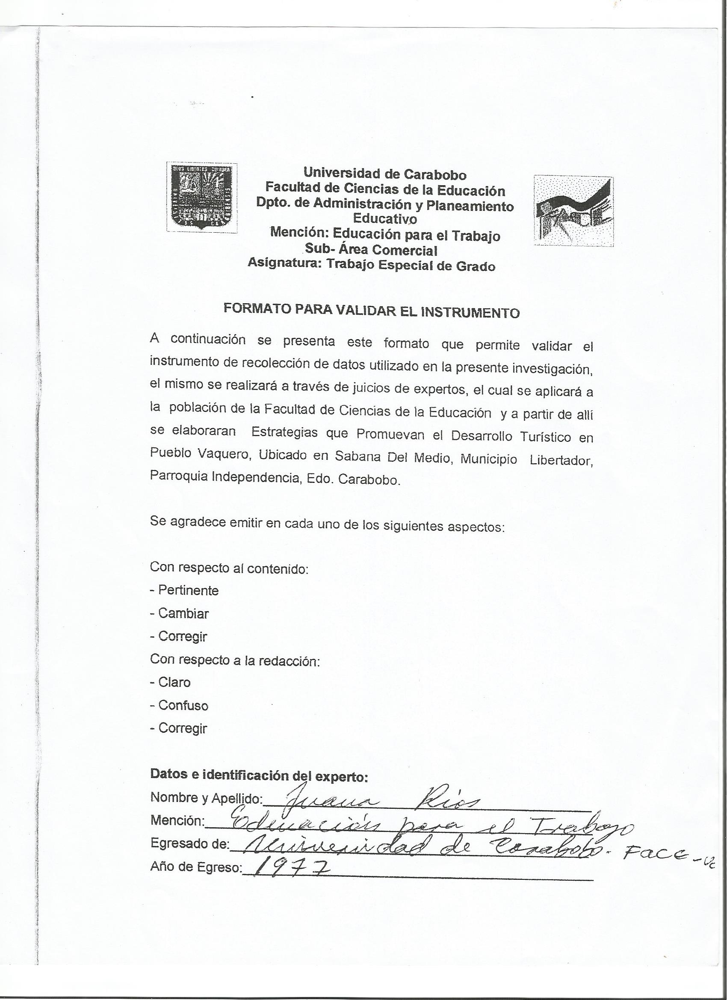 Universidad de Carabobo
Facultad de Ciencias de la Educación
Dpto. de Administración y Planeamiento
Educativo
Mención: Educación para el Trabajo
Sub- Área Comercial
Asignatura: Trabajo Especial de Grado
FORMATO PARA VALIDAR EL INSTRUMENTO
A continuación se presenta este formato que permite validar el
instrumento de recolección de datos utilizado en la presente investigación,
el mismo se realizará a través de juicios de expertos, el cual se aplicará a
la población de la Facultad de Ciencias de la Educación y a partir de allí
se elaboraran Estrategias que Promuevan el Desarrollo Turístico en
Pueblo Vaquero, Ubicado en Sabana Del Medio, Municipio Libertador,
Parroquia Independencia, Edo. Carabobo.
Se agradece emitir en cada uno de los siguientes aspectos:
Con respecto al contenido:
- Pertinente
- Cambiar
- Corregir
Con respecto a la redacción:
- Claro
- Confuso
- Corregir
Datos e identificación del experto:
Nombre y Apellido: Juana Ríos
Mención: Educación para el Trabajo
Egresado de: Universidad de Carabobo. FACE-UC
Año de Egreso: 1977